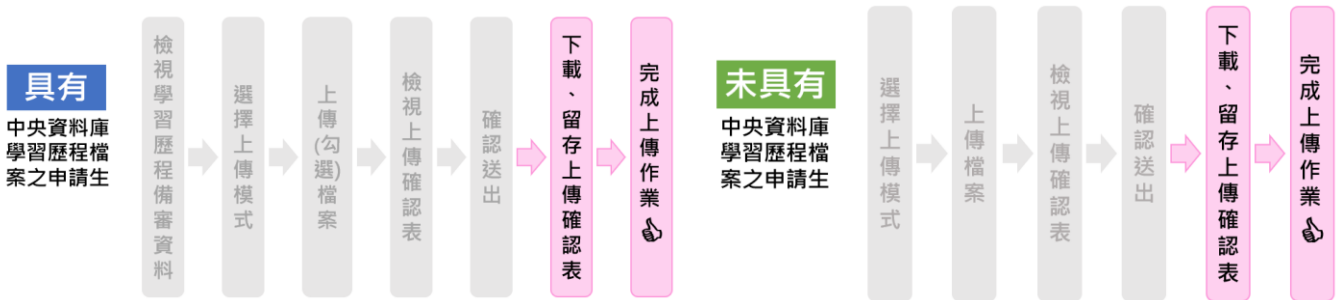 具有
中央資料庫
學習歷程檔
案之申請生
檢視學習歷程備審資料
選擇上傳模式
上傳(勾選)檔案
檢視上傳確認表
確認送出
下載、留存上傳確認表
完成上傳作業
未具有
中央資料庫
學習歷程檔
案之申請生
選擇上傳模式
上傳檔案
檢視上傳確認表
確認送出
下載、留存上傳確認表
完成上傳作業